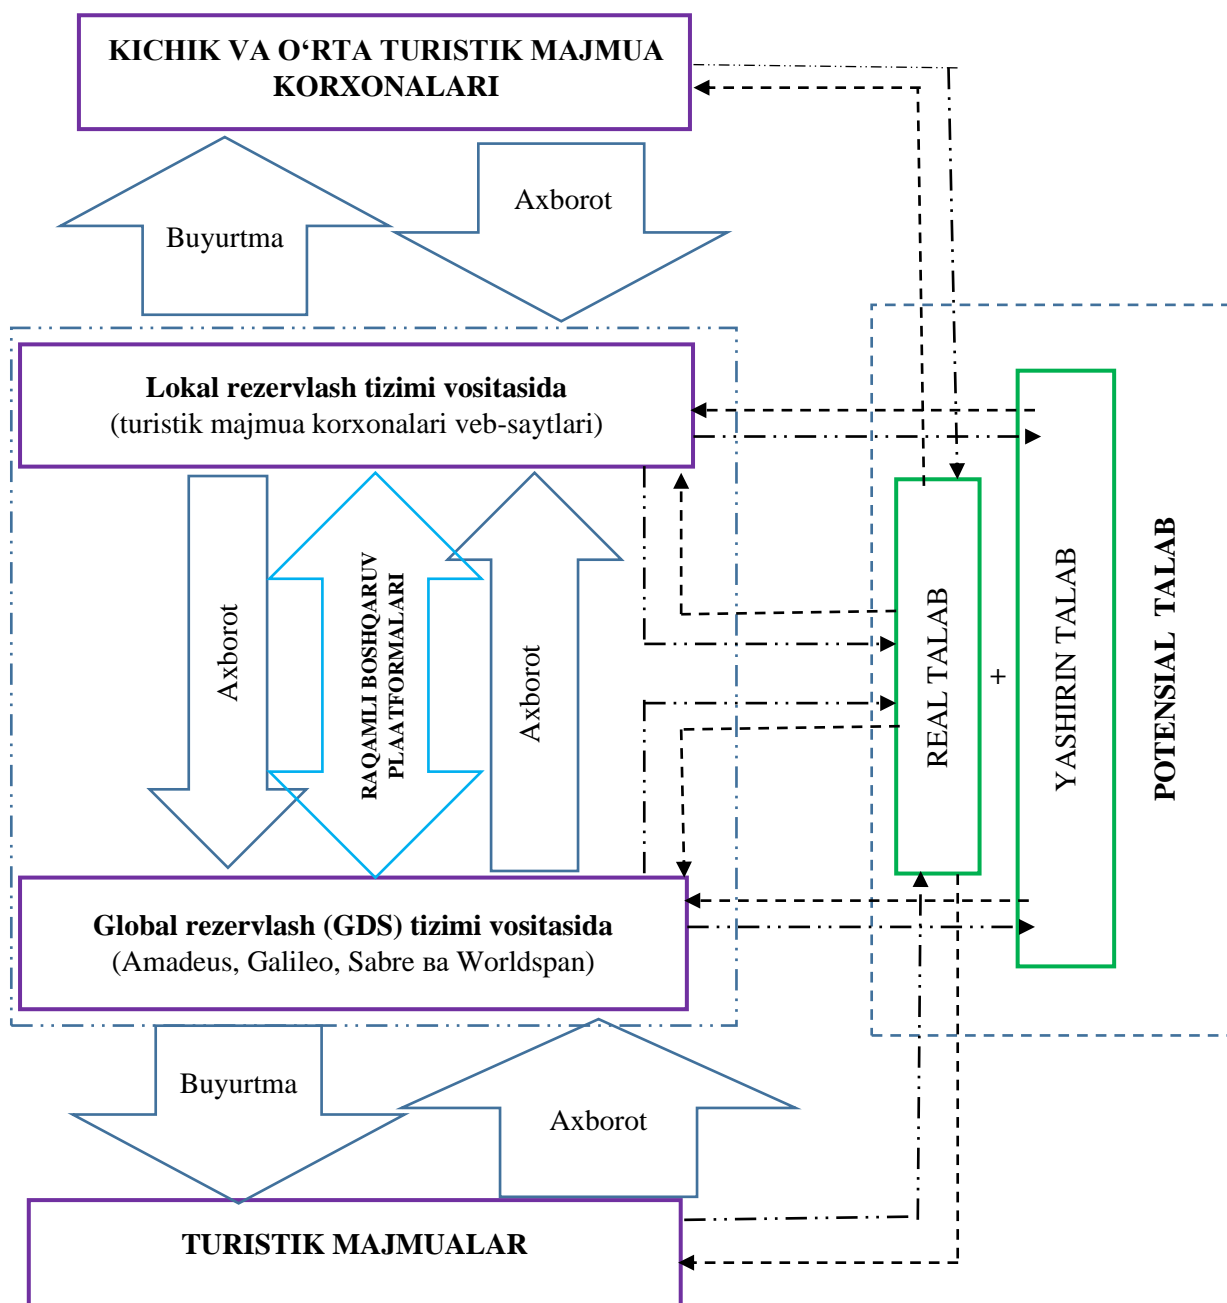 KICHIK VA O‘RTA TURISTIK MAJMUA
KORXONALARI
Buyurtma
Axborot
Lokal rezervlash tizimi vositasida
(turistik majmua korxonalari veb-saytlari)
Axborot
RAQAMLI BOSHQARUV
PLAATFORMALARI
Axborot
REAL TALAB
+
YASHIRIN TALAB
POTENSIAL TALAB
Global rezervlash (GDS) tizimi vositasida
(Amadeus, Galileo, Sabre ва Worldspan)
Buyurtma
Axborot
TURISTIK MAJMUALAR